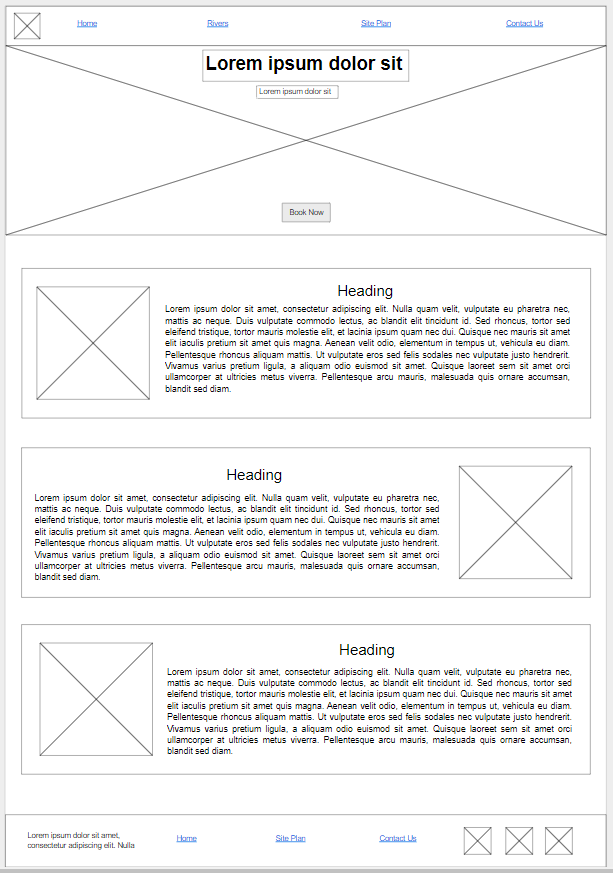 Home Rivers Site Plan Contact Us
Lorem ipsum dolor sit
Lorem ipsum dolor sit
Book Now
Heading
Lorem ipsum dolor sit amet, consectetur adipiscing elit. Nulla quam velit, vulputate eu pharetra nec,
mattis ac neque. Duis vulputate commodo lectus, ac blandit elit tincidunt id. Sed rhoncus, tortor sed
eleifend tristique, tortor mauris molestie elit, et lacinia ipsum quam nec dui. Quisque nec mauris sit amet
elit iaculis pretium sit amet quis magna. Aenean velit odio, elementum in tempus ut, vehicula eu diam.
Pellentesque rhoncus aliquam mattis. Ut vulputate eros sed felis sodales nec vulputate justo hendrerit.
Vivamus varius pretium ligula, a aliquam odio euismod sit amet. Quisque laoreet sem sit amet orci
ullamcorper at ultricies metus viverra. Pellentesque arcu mauris, malesuada quis ornare accumsan,
blandit sed diam.
Heading
Lorem ipsum dolor sit amet, consectetur adipiscing elit. Nulla quam velit, vulputate eu pharetra nec,
mattis ac neque. Duis vulputate commodo lectus, ac blandit elit tincidunt id. Sed rhoncus, tortor sed
eleifend tristique, tortor mauris molestie elit, et lacinia ipsum quam nec dui. Quisque nec mauris sit amet
elit iaculis pretium sit amet quis magna. Aenean velit odio, elementum in tempus ut, vehicula eu diam.
Pellentesque rhoncus aliquam mattis. Ut vulputate eros sed felis sodales nec vulputate justo hendrerit.
Vivamus varius pretium ligula, a aliquam odio euismod sit amet. Quisque laoreet sem sit amet orci
ullamcorper at ultricies metus viverra. Pellentesque arcu mauris, malesuada quis ornare accumsan,
blandit sed diam.
Heading
Lorem ipsum dolor sit amet, consectetur adipiscing elit. Nulla quam velit, vulputate eu pharetra nec,
mattis ac neque. Duis vulputate commodo lectus, ac blandit elit tincidunt id. Sed rhoncus, tortor sed
eleifend tristique, tortor mauris molestie elit, et lacinia ipsum quam nec dui. Quisque nec mauris sit amet
elit iaculis pretium sit amet quis magna. Aenean velit odio, elementum in tempus ut, vehicula eu diam.
Pellentesque rhoncus aliquam mattis. Ut vulputate eros sed felis sodales nec vulputate justo hendrerit.
Vivamus varius pretium ligula, a aliquam odio euismod sit amet. Quisque laoreet sem sit amet orci
ullamcorper at ultricies metus viverra. Pellentesque arcu mauris, malesuada quis ornare accumsan,
blandit sed diam.
Lorem ipsum dolor sit amet,
consectetur adipiscing elit. Nulla
Home Site Plan Contact Us